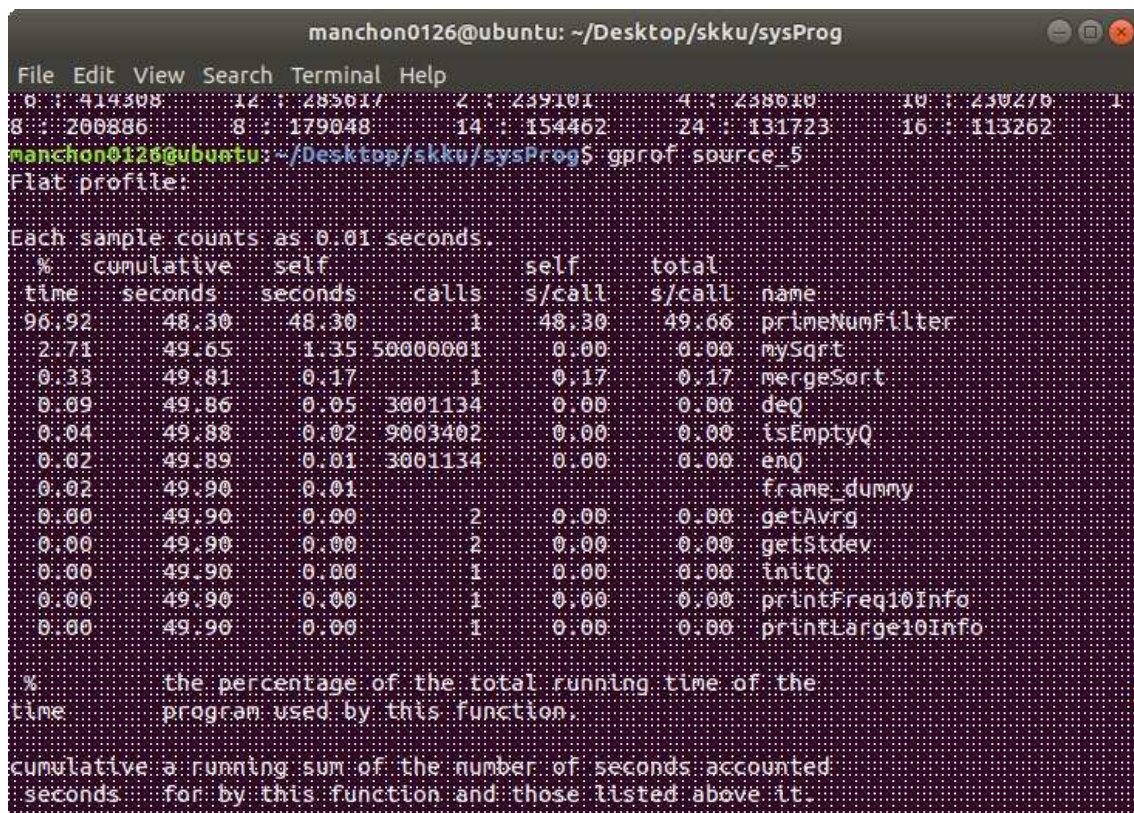 manchon0126@ubuntu: ~/Desktop/skku/sysProg
File Edit View Search Terminal Help
6 : 414308 12 : 285617 2 : 239101 4 : 238610 10 : 230276 1
8 : 200886 8 : 179048 14 : 154462 24 : 131723 16 : 113262
manchon0126@ubuntu:~/Desktop/skku/sysProg$ gprof source_5
Flat profile:
Each sample counts as 0.01 seconds.
% cumulative self self total
time seconds seconds calls s/call s/call name
96.92 48.30 48.30 1 48.30 49.66 primeNumFilter
2.71 49.65 1.35 50000001 0.00 0.00 mySqrt
0.33 49.81 0.17 1 0.17 0.17 mergeSort
0.09 49.86 0.05 3001134 0.00 0.00 deQ
0.04 49.88 0.02 9003402 0.00 0.00 isEmptyQ
0.02 49.89 0.01 3001134 0.00 0.00 enQ
0.02 49.90 0.01 frame_dummy
0.00 49.90 0.00 2 0.00 0.00 getAvrg
0.00 49.90 0.00 2 0.00 0.00 getStdev
0.00 49.90 0.00 1 0.00 0.00 initQ
0.00 49.90 0.00 1 0.00 0.00 printFreq10Info
0.00 49.90 0.00 1 0.00 0.00 printLarge10Info
% the percentage of the total running time of the
time program used by this function.
cumulative a running sum of the number of seconds accounted
seconds for by this function and those listed above it.